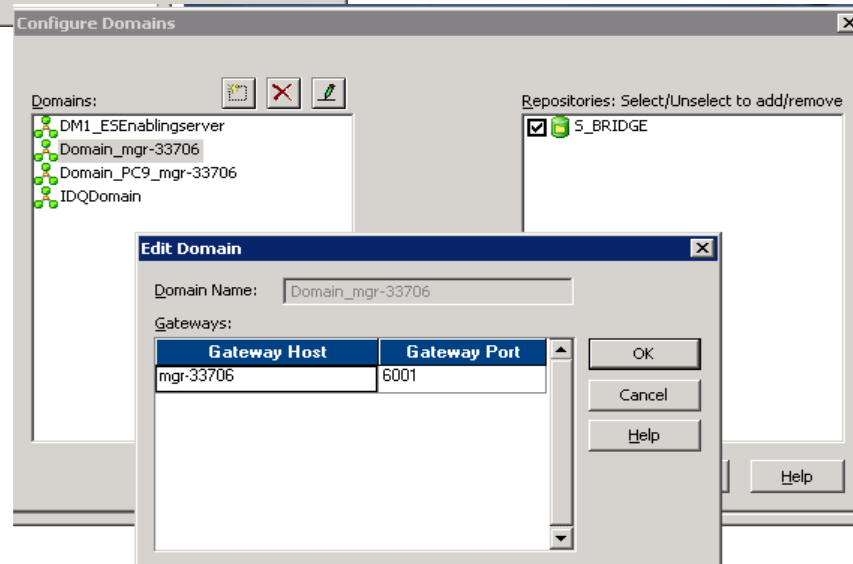 Configure Domains
Domains:
Repositories: Select/Unselect to add/remove
DM1_ESEnablingserver
Domain_mgr-33706
Domain_PC9_mgr-33706
IDQDomain
S_BRIDGE
Edit Domain
Domain Name: Domain_mgr-33706
Gateways:
Gateway Host Gateway Port
mgr-33706 6001
OK
Cancel
Help
Help